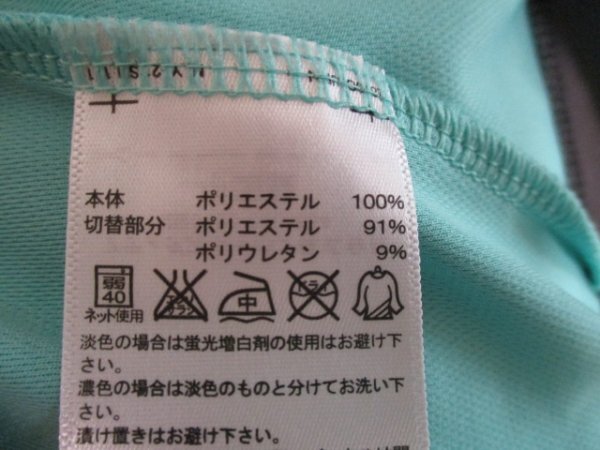 本体 ポリエステル 100%
切替部分 ポリエステル 91%
ポリウレタン 9%
弱 40 中 ドライ
ネット使用
淡色の場合は蛍光増白剤の使用はお避け下
さい。
濃色の場合は淡色のものと分けてお洗い下
さい。
漬け置きはお避け下さい。